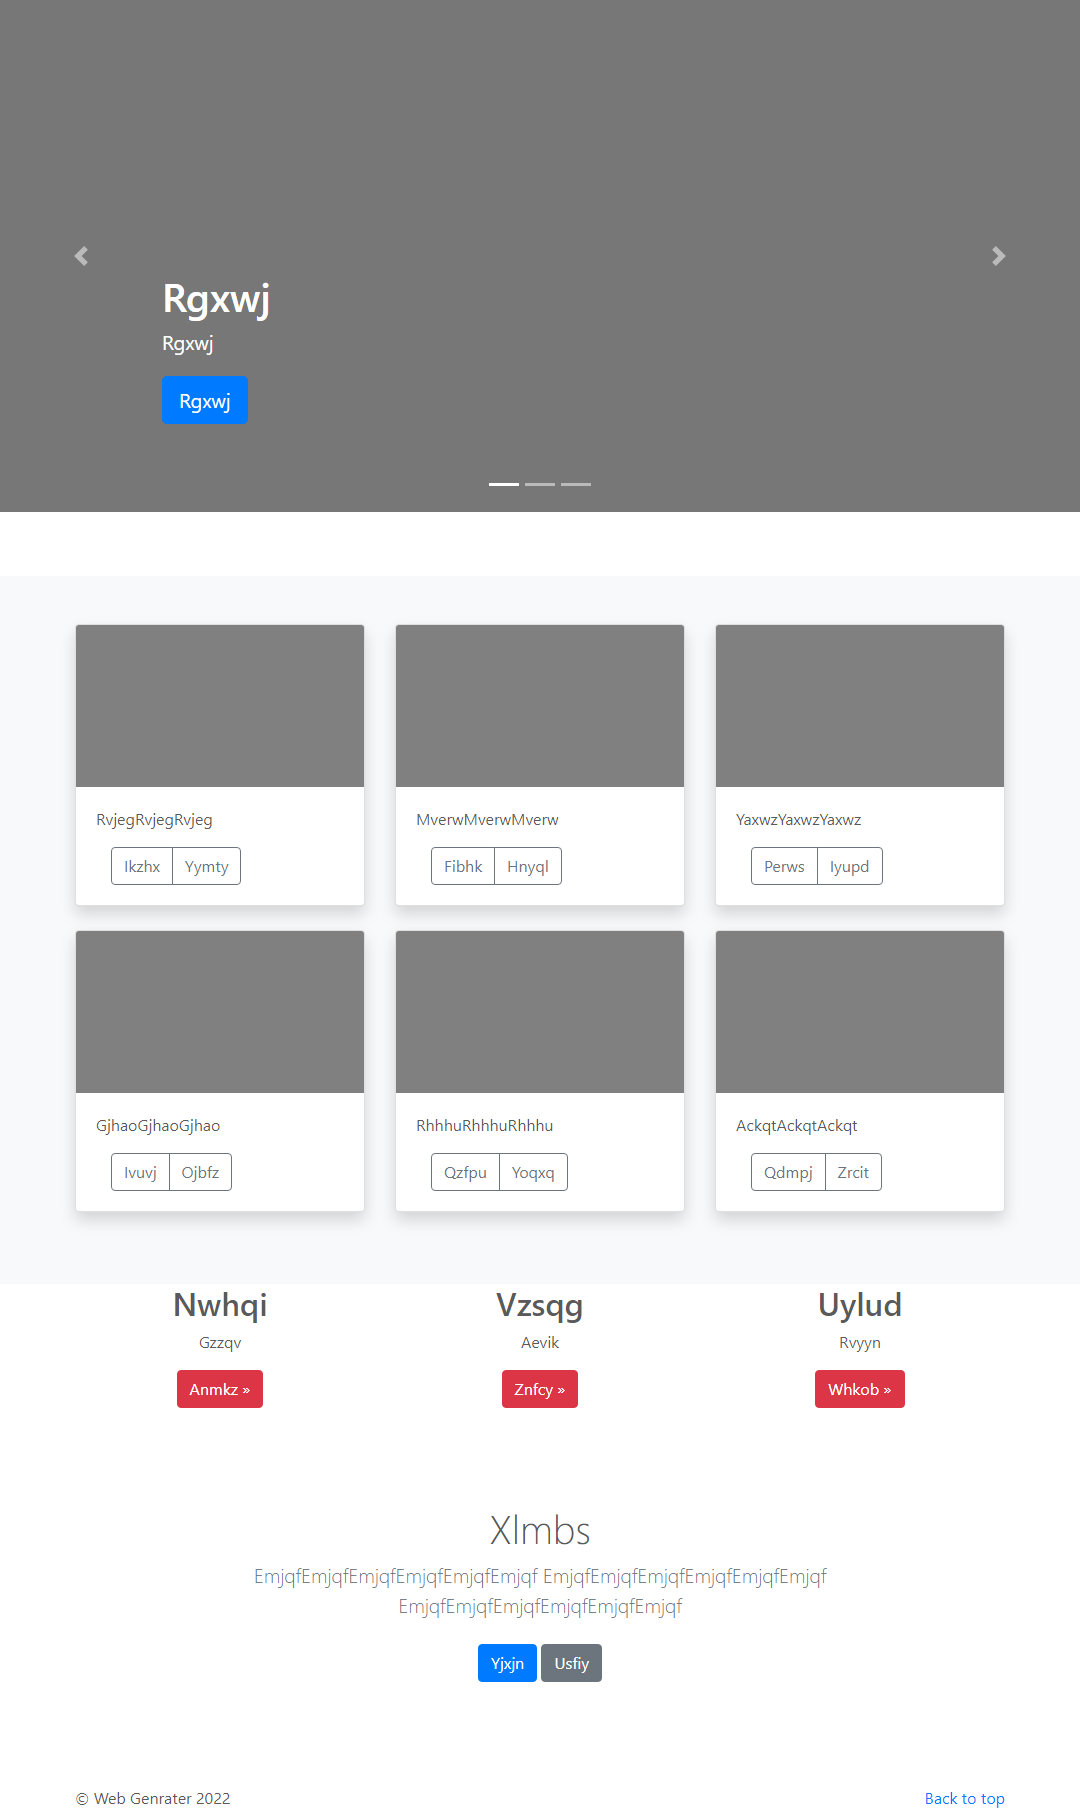 Rgxwj
Rgxwj
Rgxwj
RvjegRvjegRvjeg
Ikzhx Yymty
MverwMverwMverw
Fibhk Hnyql
YaxwzYaxwzYaxwz
Perws Iyupd
GjhaoGjhaoGjhao
Ivuvj Ojbfz
RhhhuRhhhuRhhhu
Qzfpu Yoqxq
AckqtAckqtAckqt
Qdmpj Zrcit
Nwhqi
Gzzqv
Anmkz »
Vzsqg
Aevik
Znfcy »
Uylud
Rvyyn
Whkob »
Xlmbs
EmjqfEmjqfEmjqfEmjqfEmjqfEmjqf EmjqfEmjqfEmjqfEmjqfEmjqfEmjqf
EmjqfEmjqfEmjqfEmjqfEmjqfEmjqf
Yjxjn Usfiy
© Web Genrater 2022
Back to top